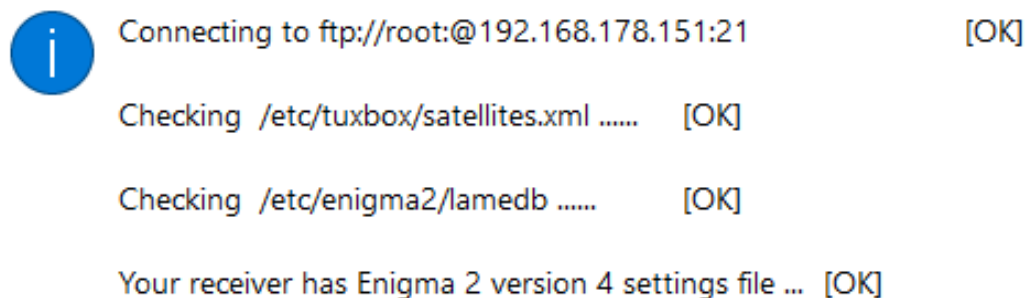 Connecting to ftp://root:@192.168.178.151:21 [OK]
Checking /etc/tuxbox/satellites.xml ...... [OK]
Checking /etc/enigma2/lamedb ...... [OK]
Your receiver has Enigma 2 version 4 settings file ... [OK]